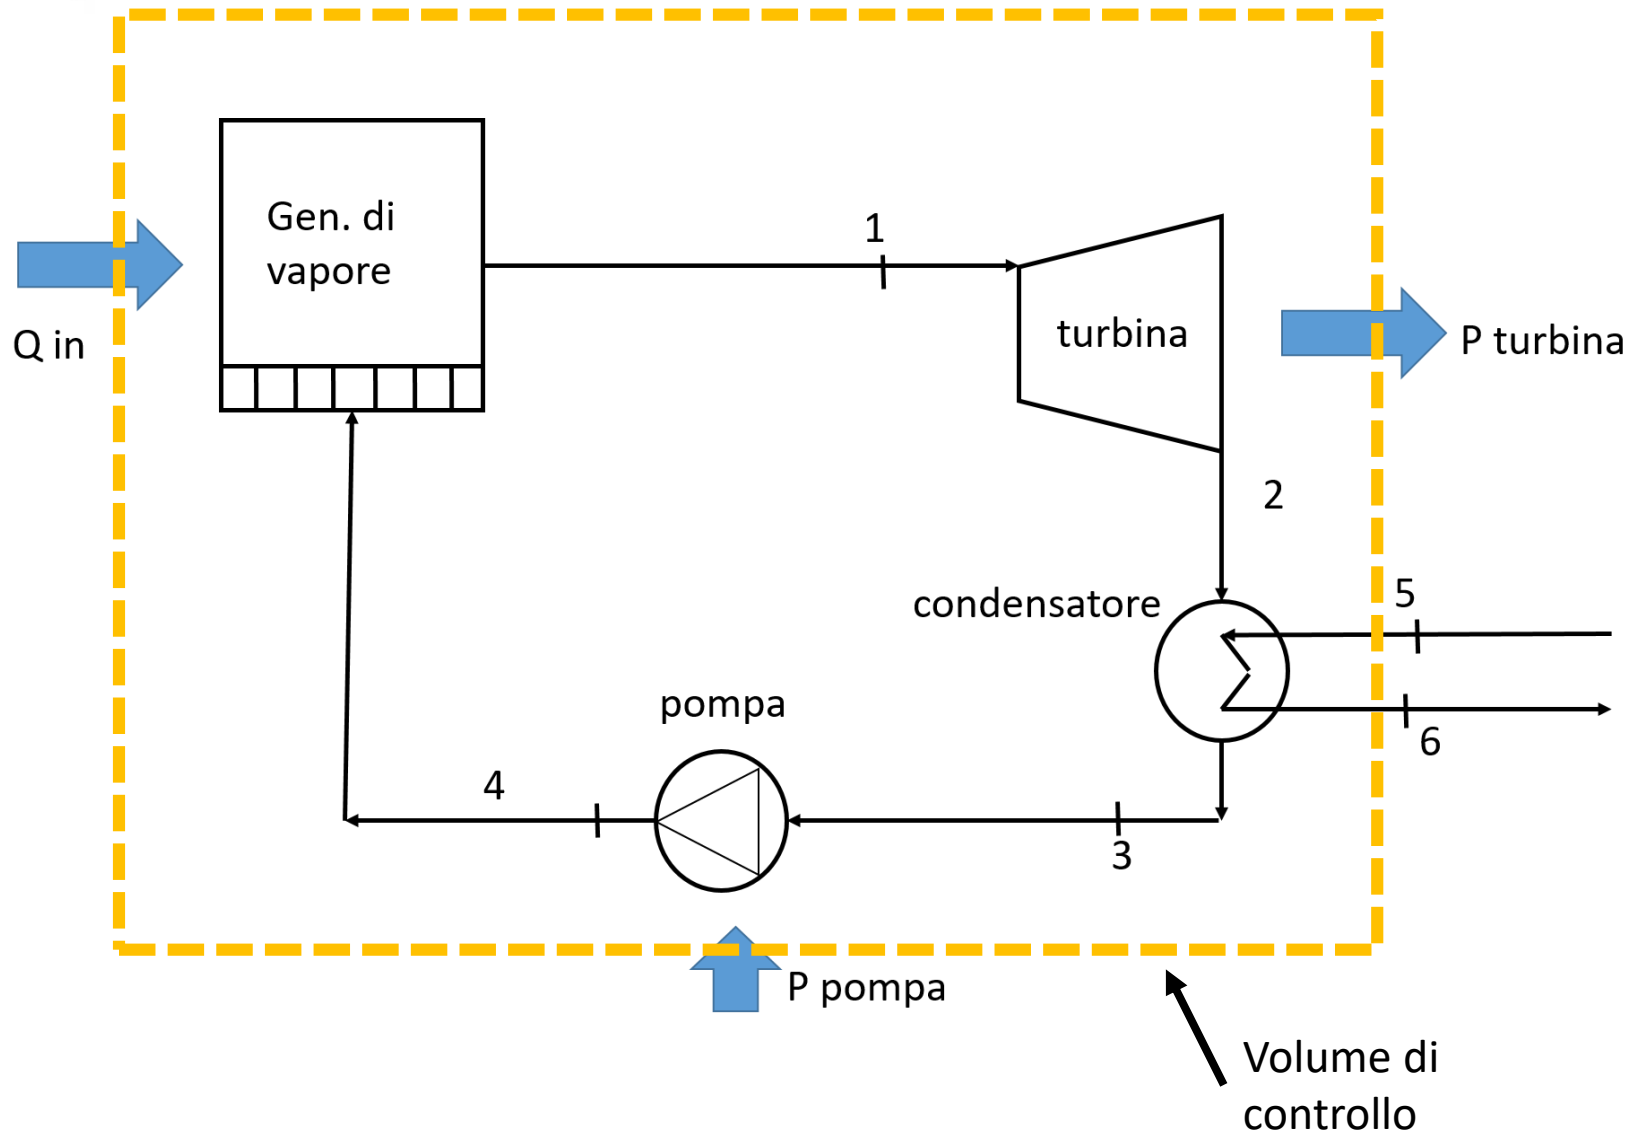 Gen. di
vapore
1
turbina
Q in
P turbina
2
condensatore
5
6
pompa
4
3
P pompa
Volume di
controllo